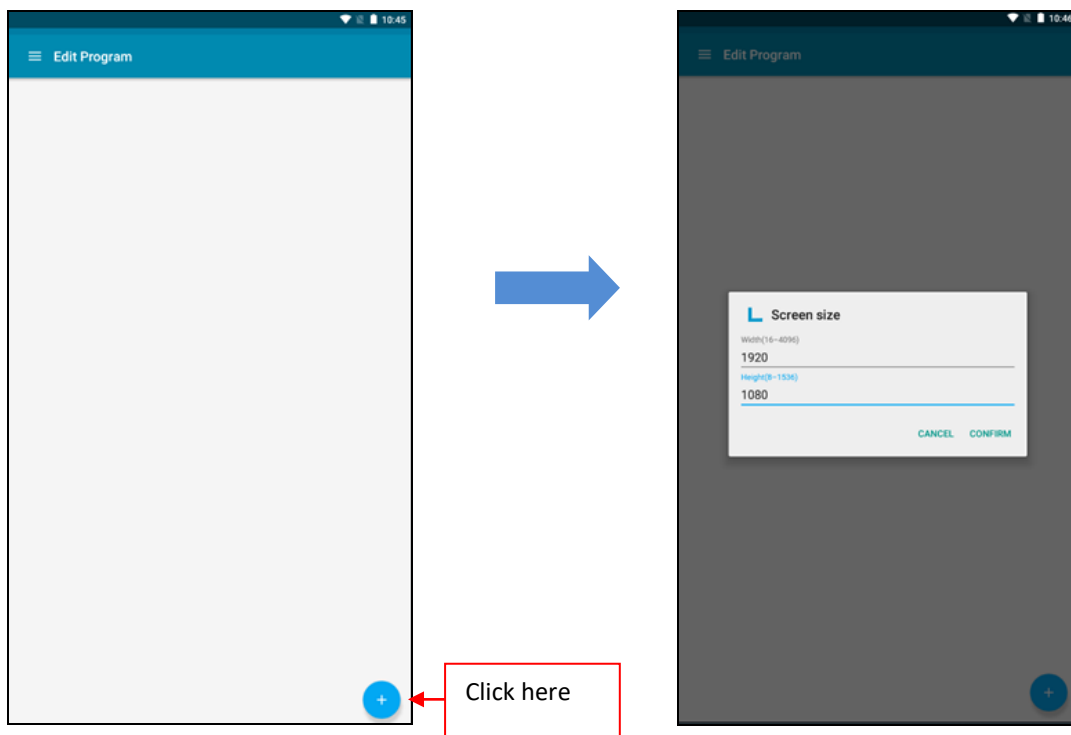 10:45
Edit Program
+
Click here
10:46
Edit Program
Screen size
Width(16~4096)
1920
Height(8~1536)
1080
CANCEL CONFIRM
+